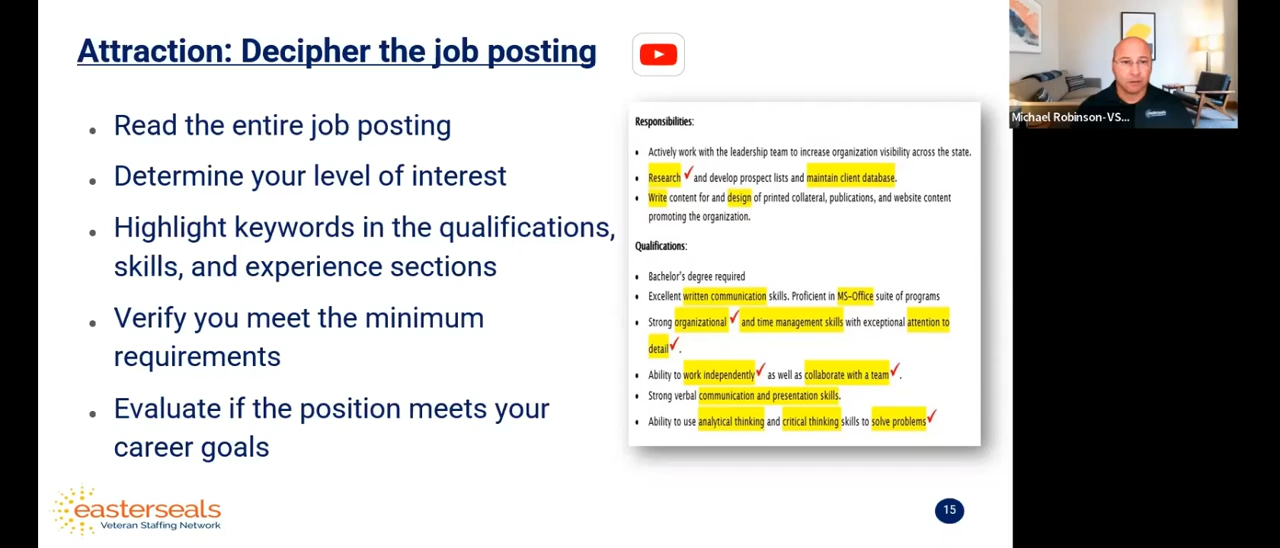 Attraction: Decipher the job posting
Read the entire job posting
Determine your level of interest
Highlight keywords in the qualifications,
skills, and experience sections
Verify you meet the minimum
requirements
Evaluate if the position meets your
career goals
Responsibilities:
Actively work with the leadership team to increase organization visibility across the state.
Research and develop prospect lists and maintain client database.
Write content for and design of printed collateral, publications, and website content
promoting the organization.
Qualifications:
Bachelor's degree required
Excellent written communication skills. Proficient in MS-Office suite of programs
Strong organizational and time management skills with exceptional attention to
detail.
Ability to work independently as well as collaborate with a team.
Strong verbal communication and presentation skills.
Ability to use analytical thinking and critical thinking skills to solve problems
easterseals
Veteran Staffing Network
15
Michael Robinson-VS...
easterseals